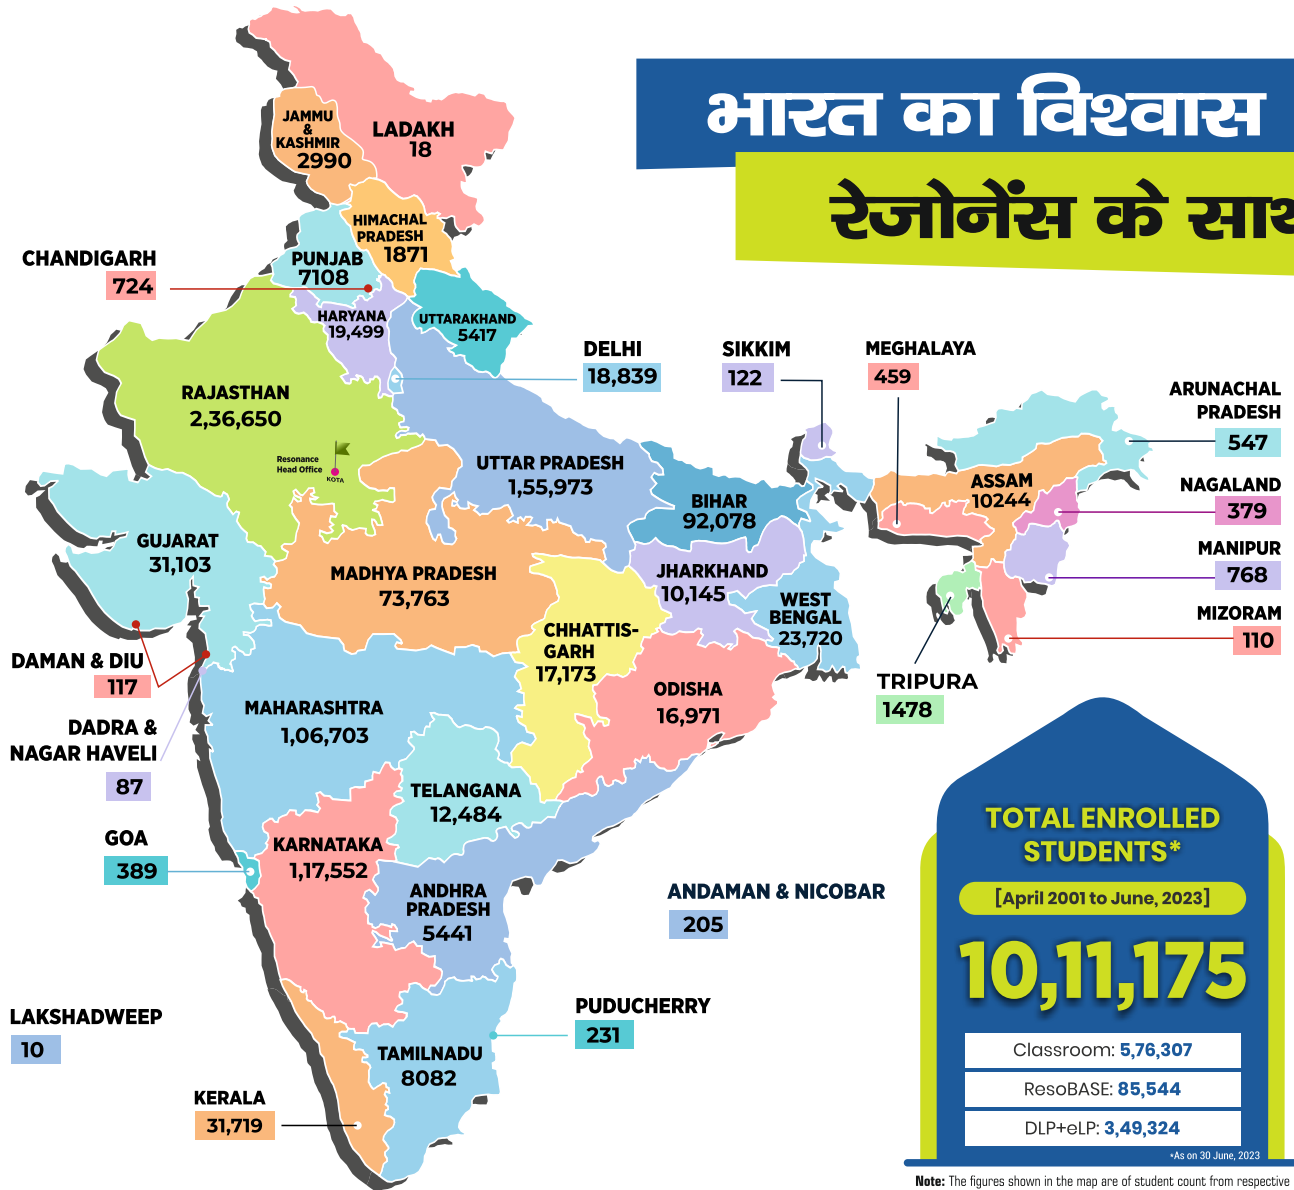 भारत का विश्वास
रेजोनेंस के साथ
JAMMU
&
KASHMIR
2990
LADAKH
18
HIMACHAL
PRADESH
1871
PUNJAB
7108
CHANDIGARH
724
HARYANA
19,499
UTTARAKHAND
5417
DELHI
18,839
SIKKIM
122
MEGHALAYA
459
ARUNACHAL
PRADESH
547
RAJASTHAN
2,36,650
Resonance
Head Office
KOTA
UTTAR PRADESH
1,55,973
BIHAR
92,078
ASSAM
10244
NAGALAND
379
MANIPUR
768
MIZORAM
110
TRIPURA
1478
GUJARAT
31,103
MADHYA PRADESH
73,763
JHARKHAND
10,145
WEST
BENGAL
23,720
CHHATTIS-
GARH
17,173
ODISHA
16,971
DAMAN & DIU
117
DADRA &
NAGAR HAVELI
87
MAHARASHTRA
1,06,703
TELANGANA
12,484
GOA
389
KARNATAKA
1,17,552
ANDHRA
PRADESH
5441
ANDAMAN & NICOBAR
205
LAKSHADWEEP
10
PUDUCHERRY
231
TAMILNADU
8082
KERALA
31,719
TOTAL ENROLLED
STUDENTS*
[April 2001 to June, 2023]
10,11,175
Classroom: 5,76,307
ResoBASE: 85,544
DLP+eLP: 3,49,324
*As on 30 June, 2023
Note: The figures shown in the map are of student count from respective